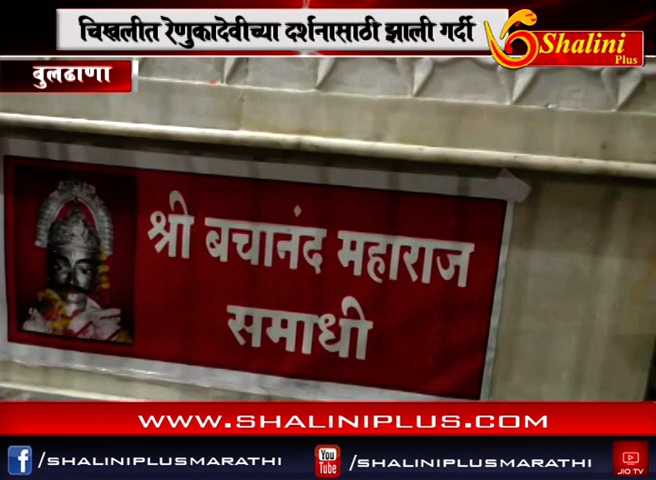 चिखलीत रेणुकादेवीच्या दर्शनासाठी झाली गर्दी
Shalini
Plus
बुलढाणा
श्री बचानंद महाराज
समाधी
WWW.SHALINIPLUS.COM
f /SHALINIPLUSMARATHI
You Tube /SHALINIPLUSMARATHI
JIO TV